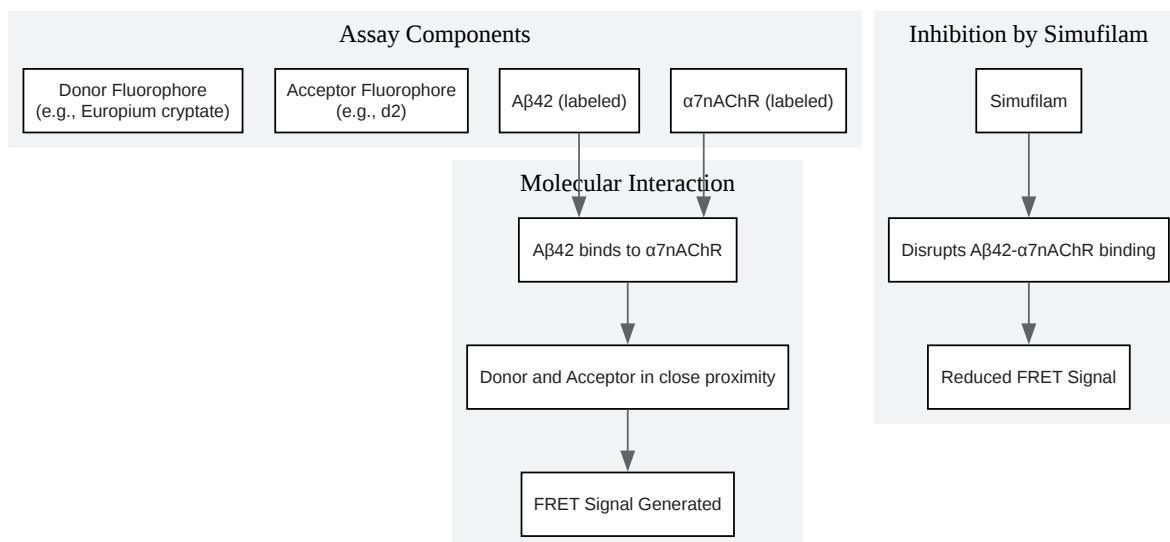 Assay Components
Donor Fluorophore
(e.g., Europium cryptate)
Acceptor Fluorophore
(e.g., d2)
Aβ42 (labeled)
α7nAChR (labeled)
Molecular Interaction
Aβ42 binds to α7nAChR
Donor and Acceptor in close proximity
FRET Signal Generated
Inhibition by Simufilam
Simufilam
Disrupts Aβ42-α7nAChR binding
Reduced FRET Signal